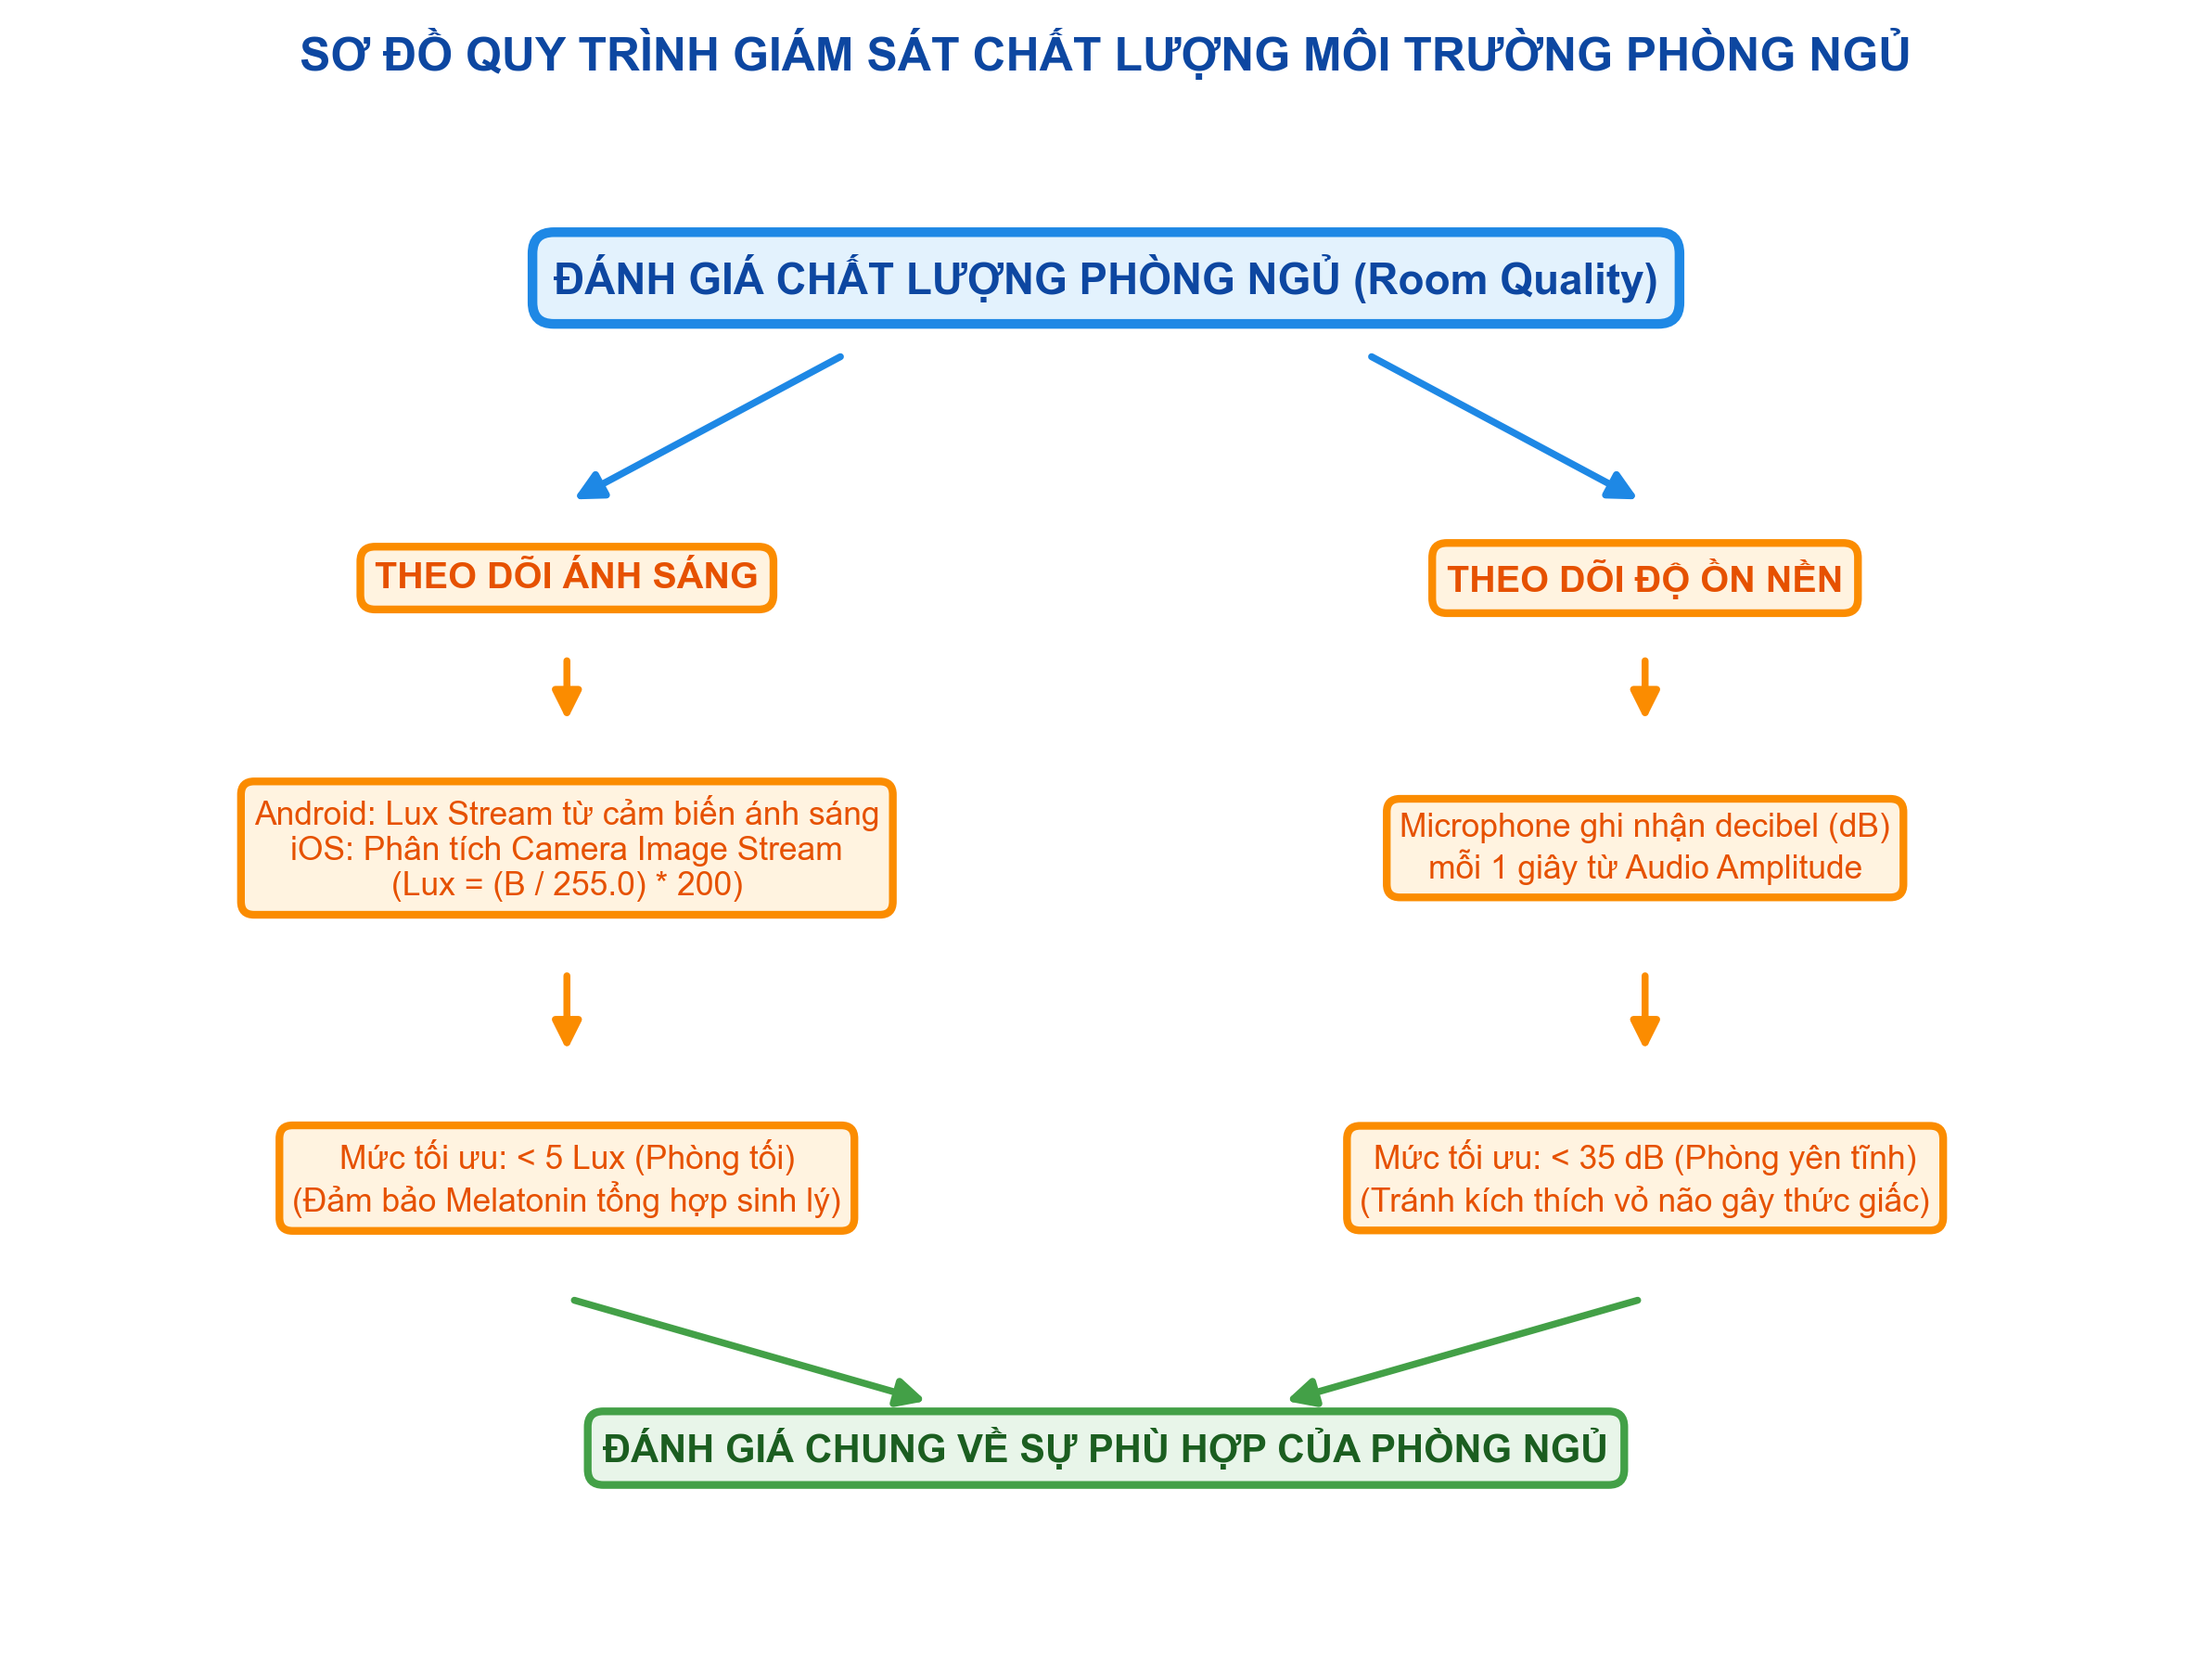 SƠ ĐỒ QUY TRÌNH GIÁM SÁT CHẤT LƯỢNG MÔI TRƯỜNG PHÒNG NGỦ
ĐÁNH GIÁ CHẤT LƯỢNG PHÒNG NGỦ (Room Quality)
THEO DÕI ÁNH SÁNG
THEO DÕI ĐỘ ỒN NỀN
Android: Lux Stream từ cảm biến ánh sáng
iOS: Phân tích Camera Image Stream
(Lux = (B / 255.0) * 200)
Microphone ghi nhận decibel (dB)
mỗi 1 giây từ Audio Amplitude
Mức tối ưu: < 5 Lux (Phòng tối)
(Đảm bảo Melatonin tổng hợp sinh lý)
Mức tối ưu: < 35 dB (Phòng yên tĩnh)
(Tránh kích thích vỏ não gây thức giấc)
ĐÁNH GIÁ CHUNG VỀ SỰ PHÙ HỢP CỦA PHÒNG NGỦ